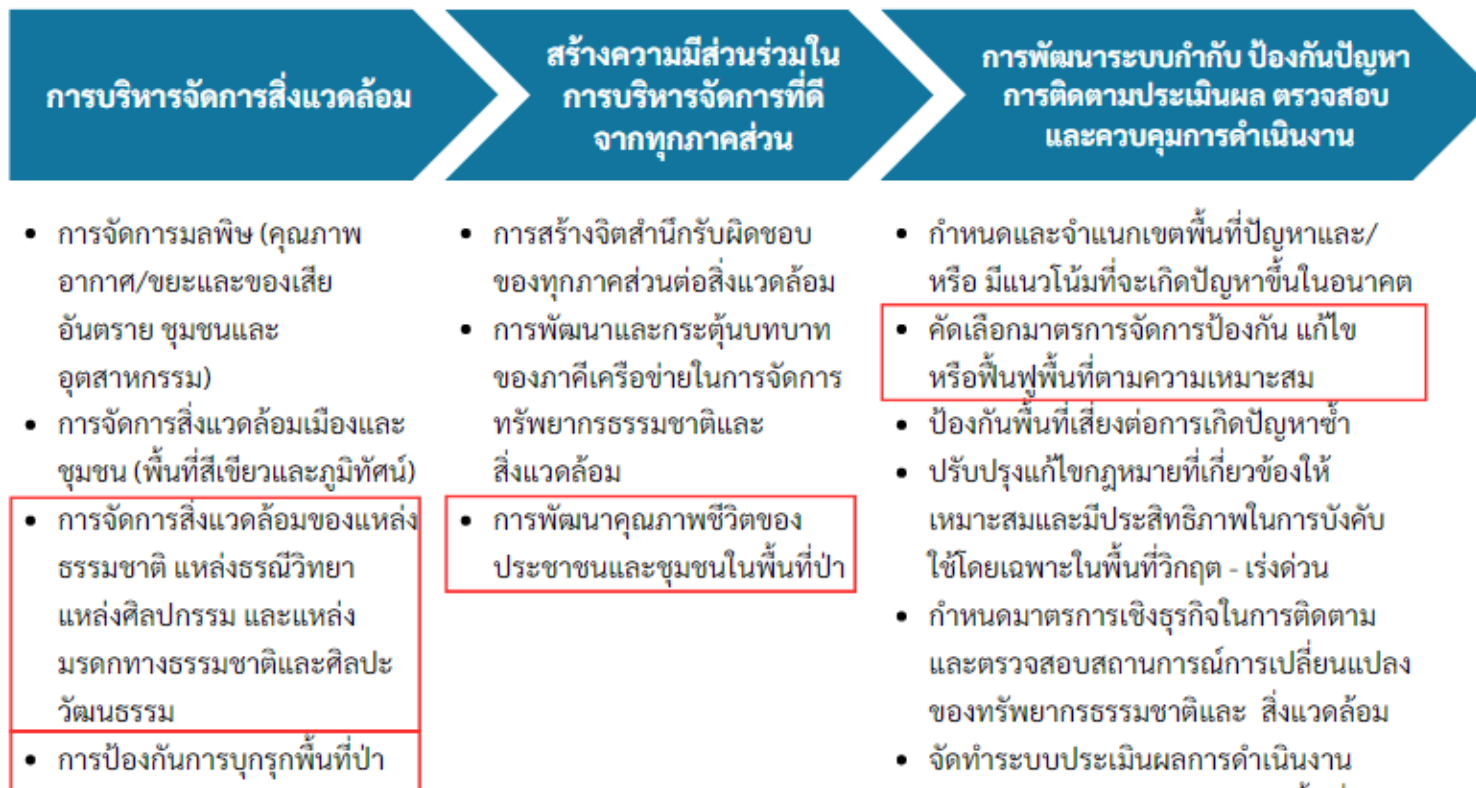 การบริหารจัดการสิ่งแวดล้อม
สร้างความมีส่วนร่วมใน
การบริหารจัดการที่ดี
จากทุกภาคส่วน
การพัฒนาระบบกำกับ ป้องกันปัญหา
การติดตามประเมินผล ตรวจสอบ
และควบคุมการดำเนินงาน
• การจัดการมลพิษ (คุณภาพ
อากาศ/ขยะและของเสีย
อันตราย ชุมชนและ
อุตสาหกรรม)
• การจัดการสิ่งแวดล้อมเมืองและ
ชุมชน (พื้นที่สีเขียวและภูมิทัศน์)
• การจัดการสิ่งแวดล้อมของแหล่ง
ธรรมชาติ แหล่งธรณีวิทยา
แหล่งศิลปกรรม และแหล่ง
มรดกทางธรรมชาติและศิลปะ
วัฒนธรรม
• การป้องกันการบุกรุกพื้นที่ป่า
• การสร้างจิตสำนึกรับผิดชอบ
ของทุกภาคส่วนต่อสิ่งแวดล้อม
• การพัฒนาและกระตุ้นบทบาท
ของภาคีเครือข่ายในการจัดการ
ทรัพยากรธรรมชาติและ
สิ่งแวดล้อม
• การพัฒนาคุณภาพชีวิตของ
ประชาชนและชุมชนในพื้นที่ป่า
• กำหนดและจำแนกเขตพื้นที่ปัญหาและ/
หรือ มีแนวโน้มที่จะเกิดปัญหาขึ้นในอนาคต
• คัดเลือกมาตรการจัดการป้องกัน แก้ไข
หรือฟื้นฟูพื้นที่ตามความเหมาะสม
• ป้องกันพื้นที่เสี่ยงต่อการเกิดปัญหาซ้ำ
• ปรับปรุงแก้ไขกฎหมายที่เกี่ยวข้องให้
เหมาะสมและมีประสิทธิภาพในการบังคับ
ใช้โดยเฉพาะในพื้นที่วิกฤต - เร่งด่วน
• กำหนดมาตรการเชิงธุรกิจในการติดตาม
และตรวจสอบสถานการณ์การเปลี่ยนแปลง
ของทรัพยากรธรรมชาติและ สิ่งแวดล้อม
• จัดทำระบบประเมินผลการดำเนินงาน